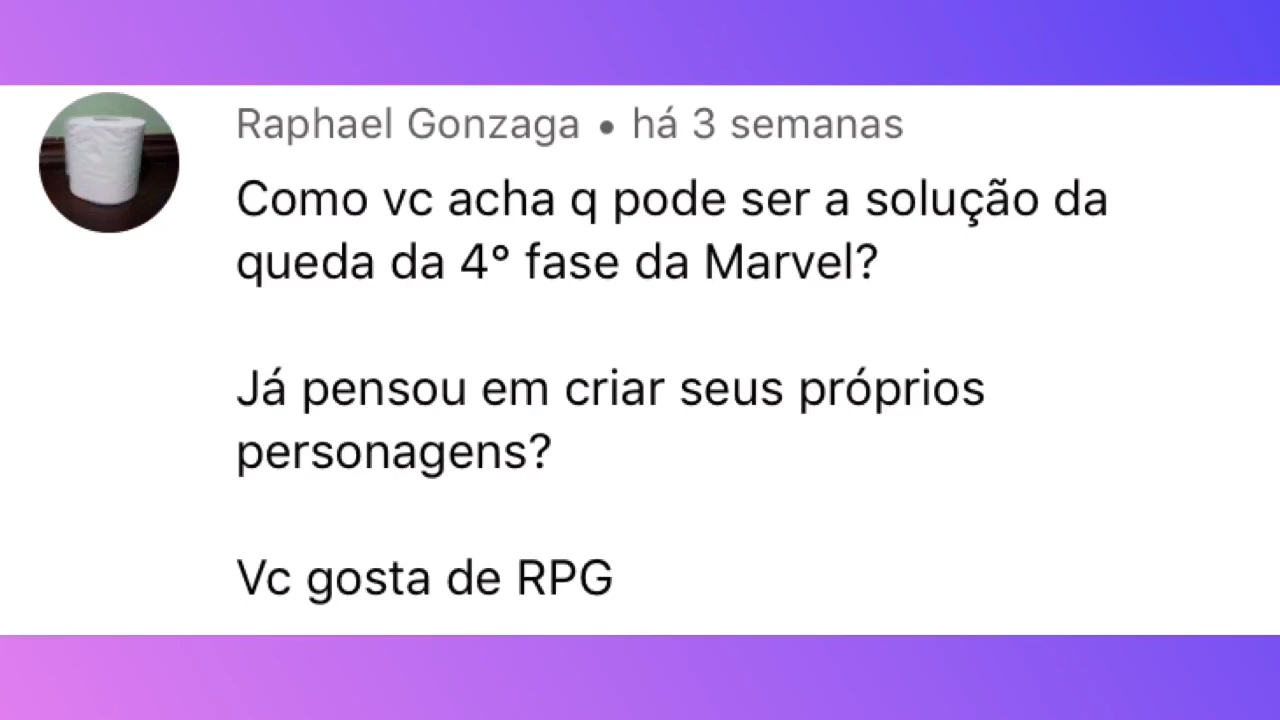 Raphael Gonzaga • há 3 semanas
Como vc acha q pode ser a solução da
queda da 4º fase da Marvel?
Já pensou em criar seus próprios
personagens?
Vc gosta de RPG